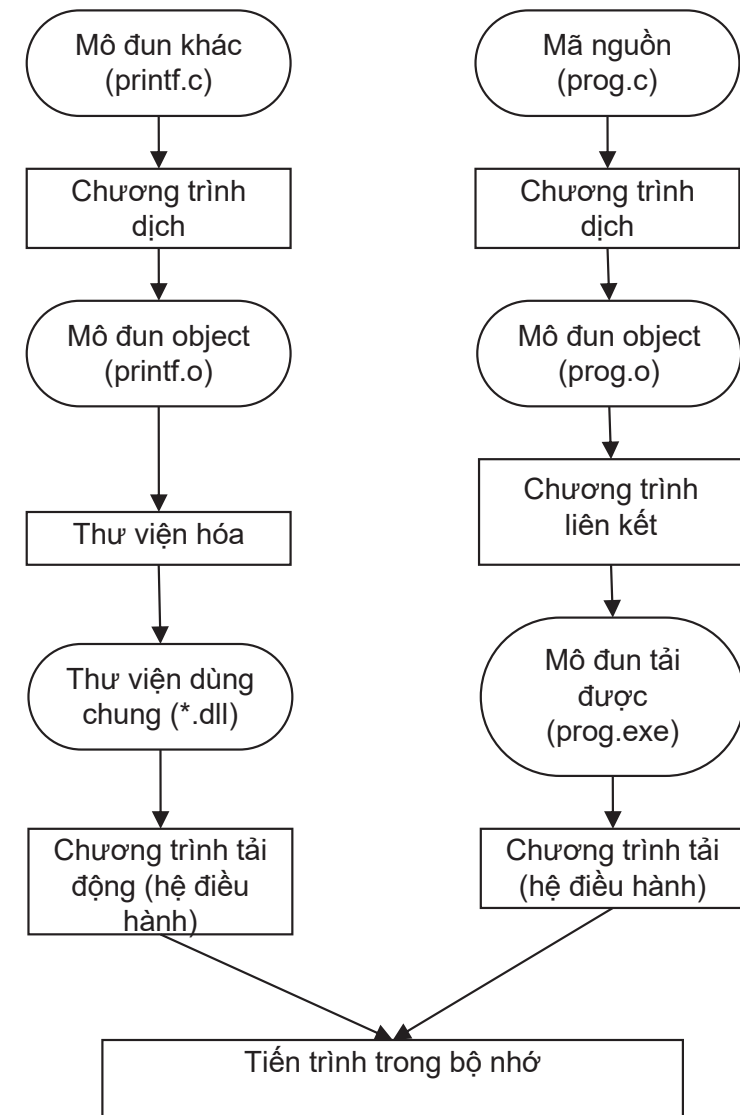 Mô đun khác
(printf.c)
Mã nguồn
(prog.c)
Chương trình
dịch
Chương trình
dịch
Mô đun object
(printf.o)
Mô đun object
(prog.o)
Thư viện hóa
Chương trình
liên kết
Thư viện dùng
chung (*.dll)
Mô đun tải
được
(prog.exe)
Chương trình tải
động (hệ điều
hành)
Chương trình tải
(hệ điều hành)
Tiến trình trong bộ nhớ